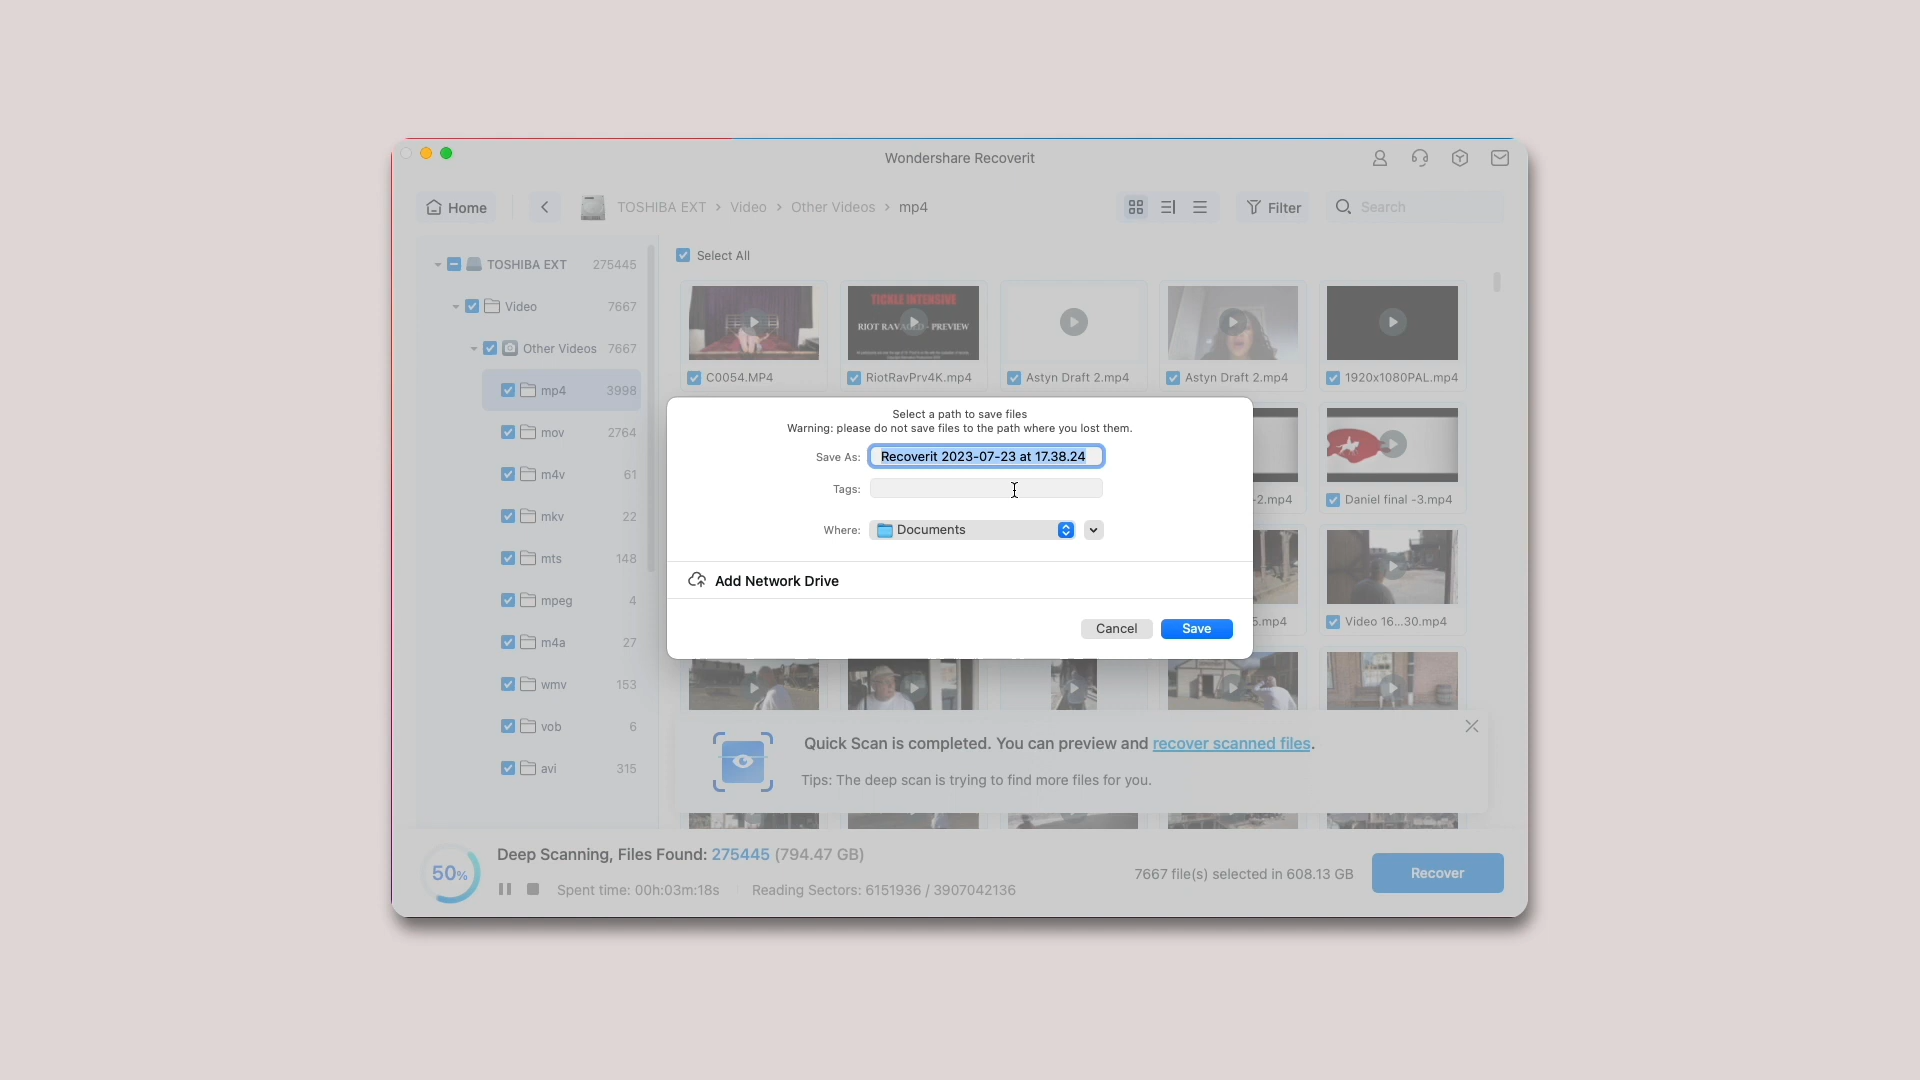 Wondershare Recoverit
Home
TOSHIBA EXT > Video > Other Videos > mp4
Filter
Search
TOSHIBA EXT 275445
Video 7667
Other Videos 7667
mp4 3998
mov 2764
m4v 61
mkv 22
mts 148
mpeg 4
m4a 27
wmv 153
vob 6
avi 315
Select All
TICKLE INTENSIVE
RIOT RAVAGED - PREVIEW
C0054.MP4
RiotRavPrv4K.mp4
Astyn Draft 2.mp4
Astyn Draft 2.mp4
1920x1080PAL.mp4
Select a path to save files
Warning: please do not save files to the path where you lost them.
Save As: Recoverit 2023-07-23 at 17.38.24
Tags:
Where: Documents
Add Network Drive
Cancel
Save
-2.mp4
Daniel final -3.mp4
5.mp4
Video 16...30.mp4
Quick Scan is completed. You can preview and recover scanned files.
Tips: The deep scan is trying to find more files for you.
50%
Deep Scanning, Files Found: 275445 (794.47 GB)
Spent time: 00h:03m:18s
Reading Sectors: 6151936 / 3907042136
7667 file(s) selected in 608.13 GB
Recover